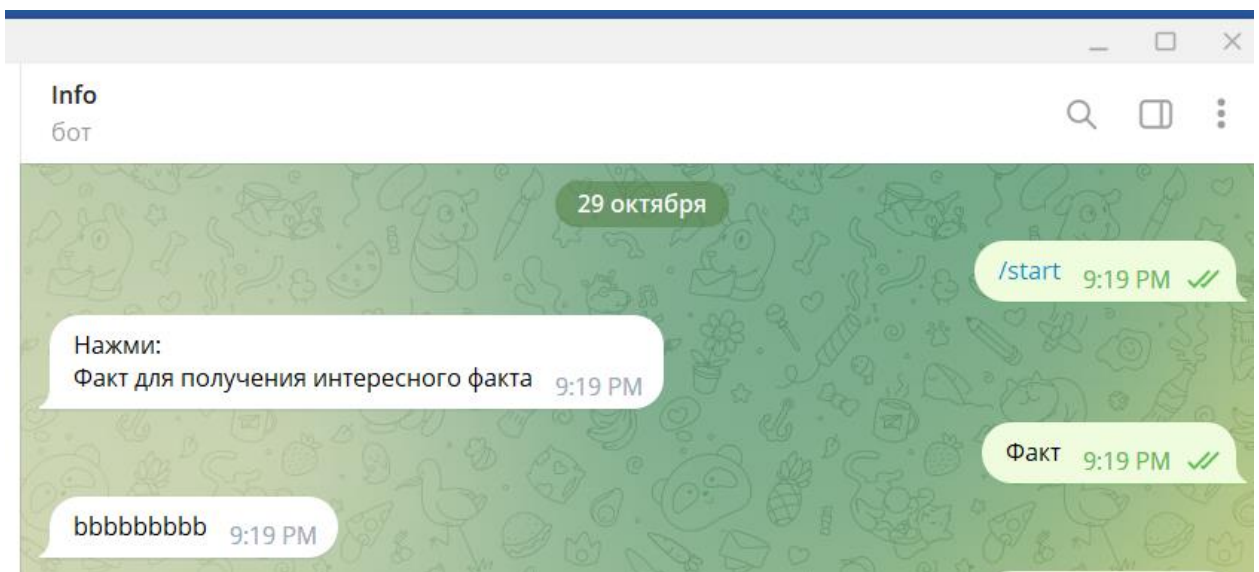 Info
бот
29 октября
/start 9:19 PM
Нажми:
Факт для получения интересного факта 9:19 PM
Факт 9:19 PM
bbbbbbbbb 9:19 PM